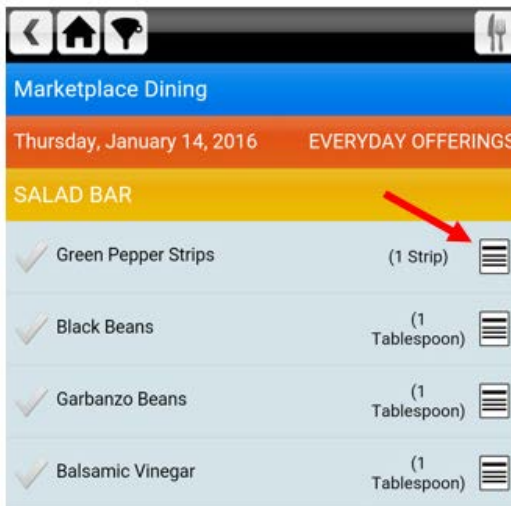 Marketplace Dining
Thursday, January 14, 2016 EVERYDAY OFFERINGS
SALAD BAR
Green Pepper Strips (1 Strip)
Black Beans (1
Tablespoon)
Garbanzo Beans (1
Tablespoon)
Balsamic Vinegar (1
Tablespoon)